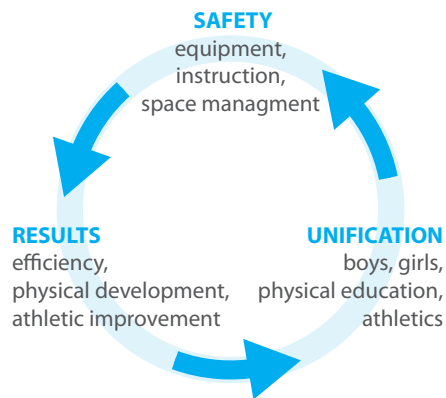 SAFETY
equipment,
instruction,
space managment
RESULTS
efficiency,
physical development,
athletic improvement
UNIFICATION
boys, girls,
physical education,
athletics